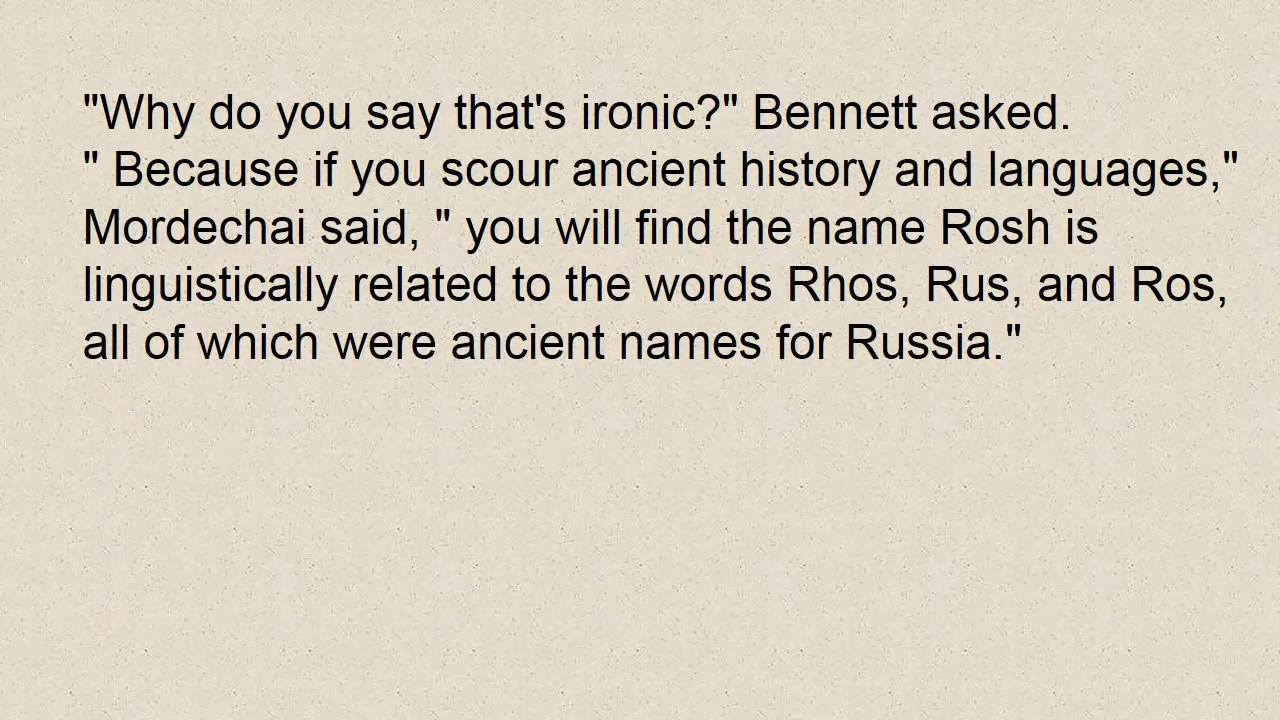 "Why do you say that's ironic?" Bennett asked.
" Because if you scour ancient history and languages,"
Mordechai said, " you will find the name Rosh is
linguistically related to the words Rhos, Rus, and Ros,
all of which were ancient names for Russia."